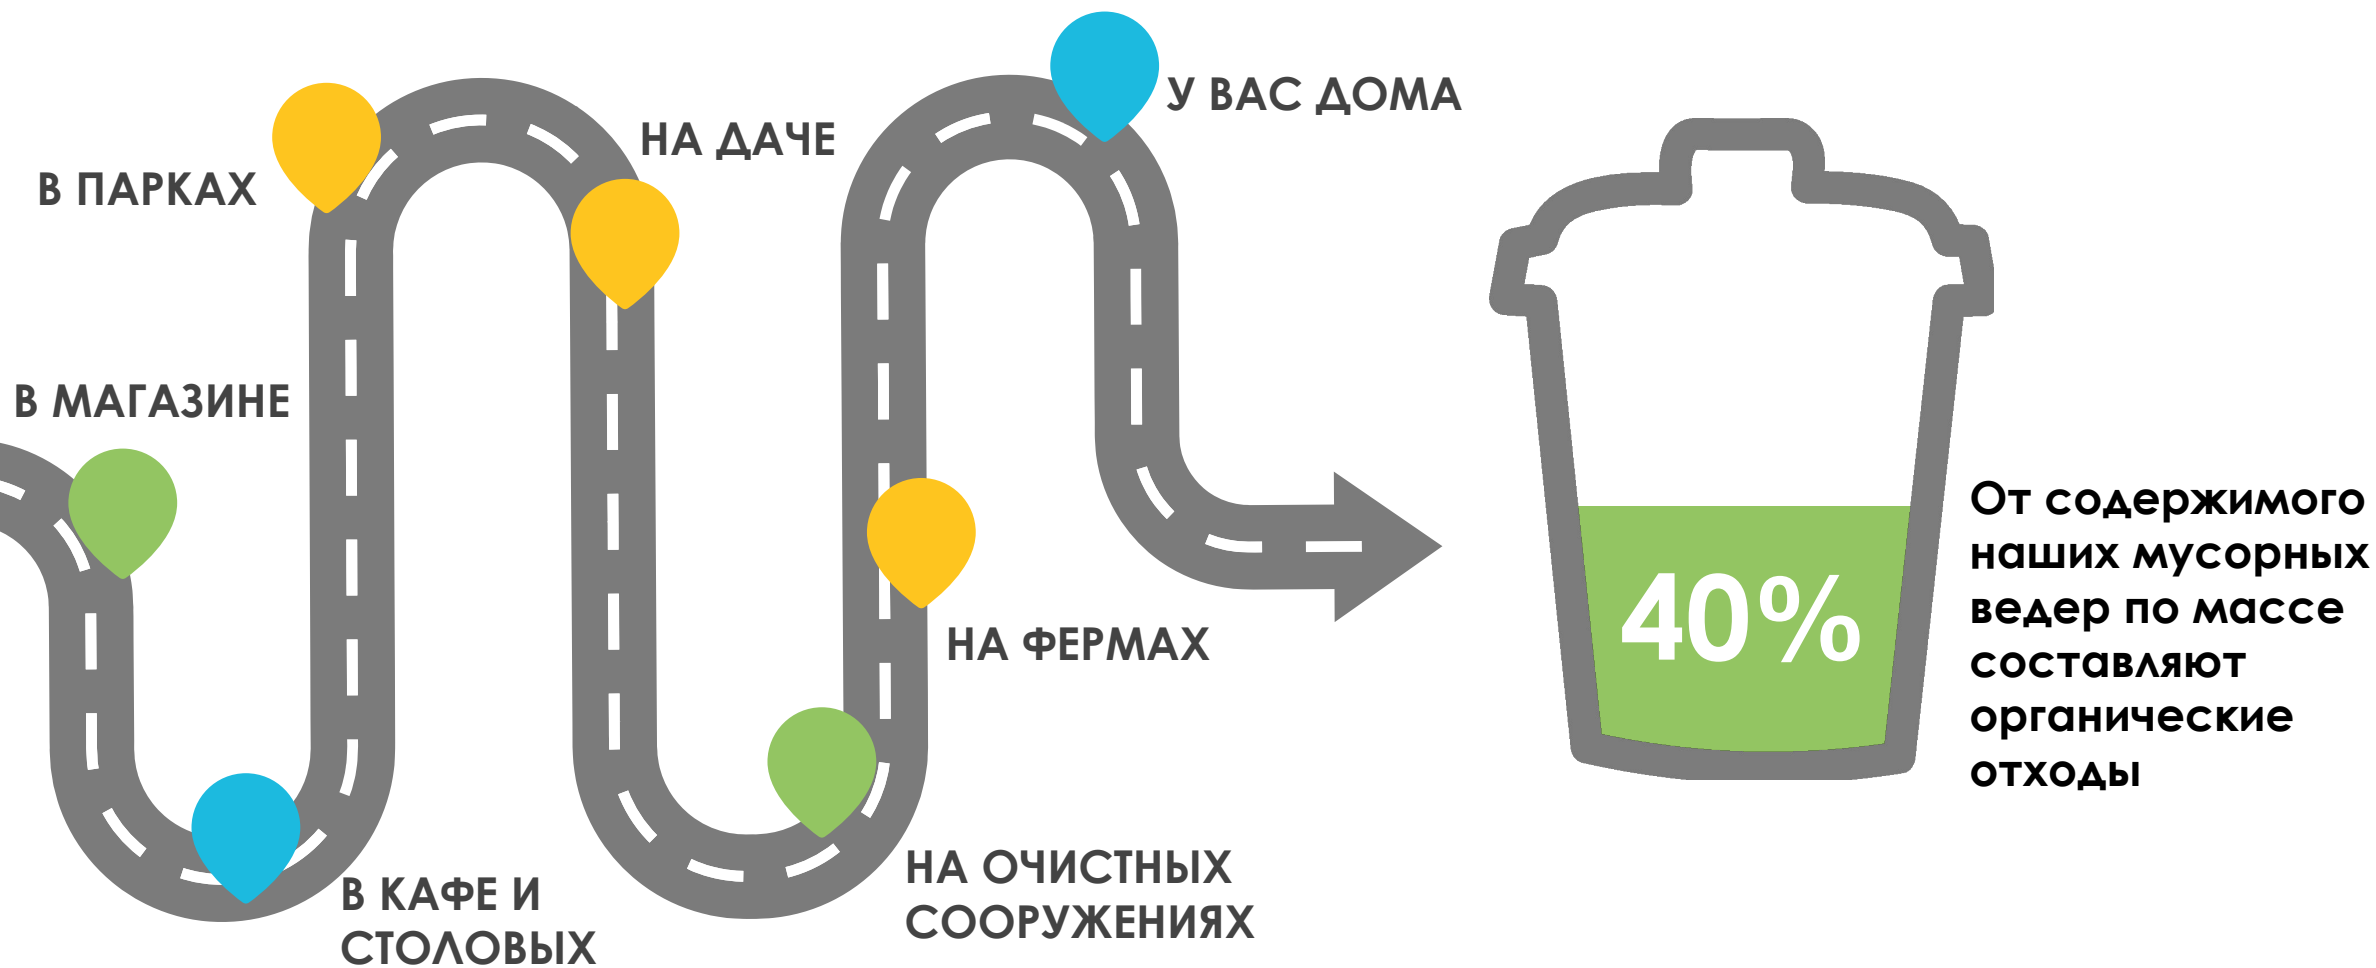 В МАГАЗИНЕ
В КАФЕ И
СТОЛОВЫХ
В ПАРКАХ
НА ДАЧЕ
НА ОЧИСТНЫХ
СООРУЖЕНИЯХ
НА ФЕРМАХ
У ВАС ДОМА
40%
От содержимого
наших мусорных
ведер по массе
составляют
органические
отходы